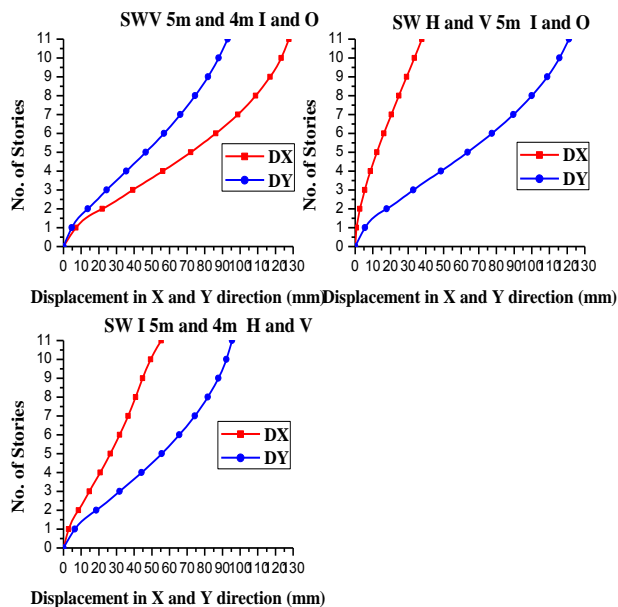 SWV 5m and 4m I and O
11
10
9
8
7
6
5
4
3
2
1
0
No. of Stories
DX
DY
0 10 20 30 40 50 60 70 80 90 100 110 120 130
Displacement in X and Y direction (mm)
SW H and V 5m I and O
11
10
9
8
7
6
5
4
3
2
1
0
No. of Stories
DX
DY
0 10 20 30 40 50 60 70 80 90 100 110 120 130
Displacement in X and Y direction (mm)
SW I 5m and 4m H and V
11
10
9
8
7
6
5
4
3
2
1
0
No. of Stories
DX
DY
0 10 20 30 40 50 60 70 80 90 100 110 120 130
Displacement in X and Y direction (mm)